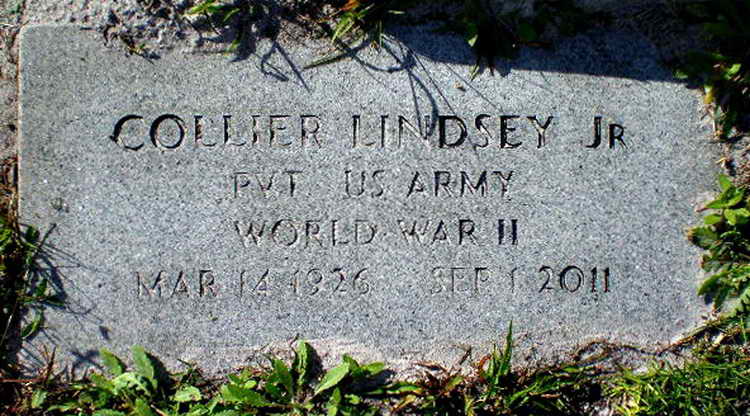 COLLIER LINDSEY JR
PVT US ARMY
WORLD WAR II
MAR 14 1926 SEP 1 2011